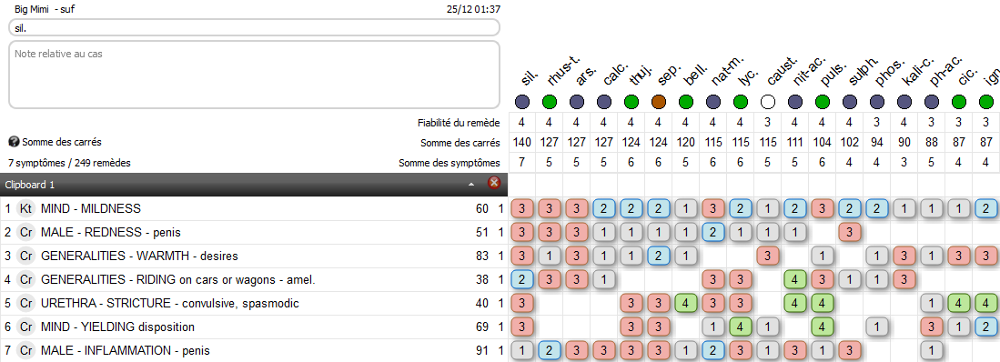 Big Mimi - suf 25/12 01:37
sil.
Note relative au cas
sil. rhus-t. ars. calc. thuj. sep. bell. nat-m. lyc. caust. nit-ac. puls. sulph. phos. kali-c. ph-ac. cic. ign
Fiabilité du remède 4 4 4 4 4 4 4 4 4 3 4 4 4 3 4 3 3 3
? Somme des carrés Somme des carrés 140 127 127 127 124 124 120 115 115 115 111 104 102 94 90 88 87 87
7 symptômes / 249 remèdes Somme des symptômes 7 5 5 5 6 6 5 6 6 5 5 6 4 4 3 5 4 4
Clipboard 1
1 Kt MIND - MILDNESS 60 1 3 3 3 2 2 2 1 3 2 1 2 3 2 2 1 1 1 2
2 Cr MALE - REDNESS - penis 51 1 3 3 3 1 1 1 1 2 1 1 1 3
3 Cr GENERALITIES - WARMTH - desires 83 1 3 1 3 1 1 2 1 3 1 1 3 1 3 3
4 Cr GENERALITIES - RIDING on cars or wagons - amel. 38 1 2 3 3 1 3 3 4 3 1 1 3
5 Cr URETHRA - STRICTURE - convulsive, spasmodic 40 1 3 3 3 4 3 3 4 4 1 4 4
6 Cr MIND - YIELDING disposition 69 1 3 3 3 1 4 1 4 1 3 1 2
7 Cr MALE - INFLAMMATION - penis 91 1 1 2 3 3 3 3 1 2 3 1 3 1 3 1